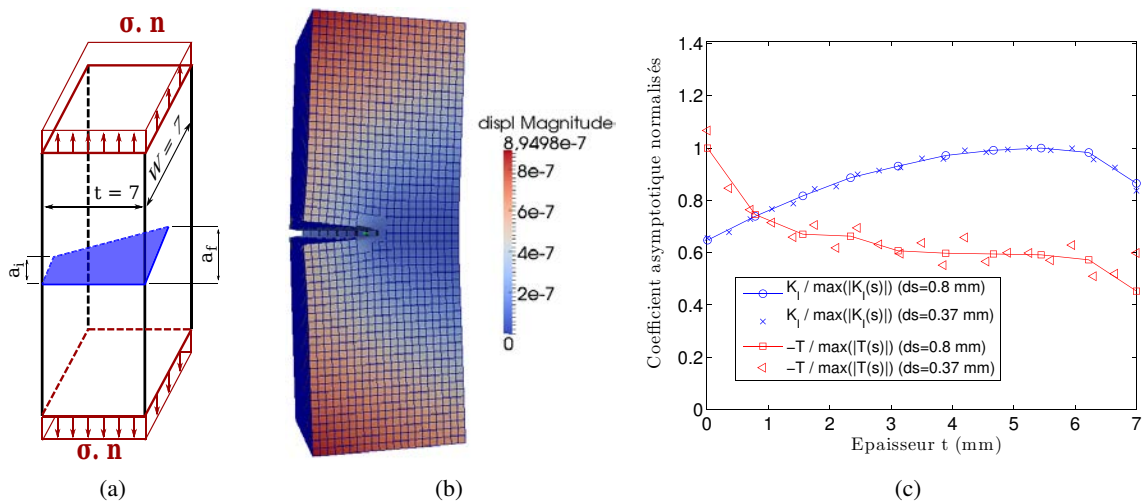 σ. n
W = 7
t = 7
a_i
a_f
σ. n
(a)
displ Magnitude
8,9498e-7
8e-7
6e-7
4e-7
2e-7
0
(b)
Coefficient asymptotique normalisés
1.4
1.2
1
0.8
0.6
0.4
0.2
0
K_I / max(|K_I(s)|) (ds=0.8 mm)
K_I / max(|K_I(s)|) (ds=0.37 mm)
−T / max(|T(s)|) (ds=0.8 mm)
−T / max(|T(s)|) (ds=0.37 mm)
0 1 2 3 4 5 6 7
Epaisseur t (mm)
(c)